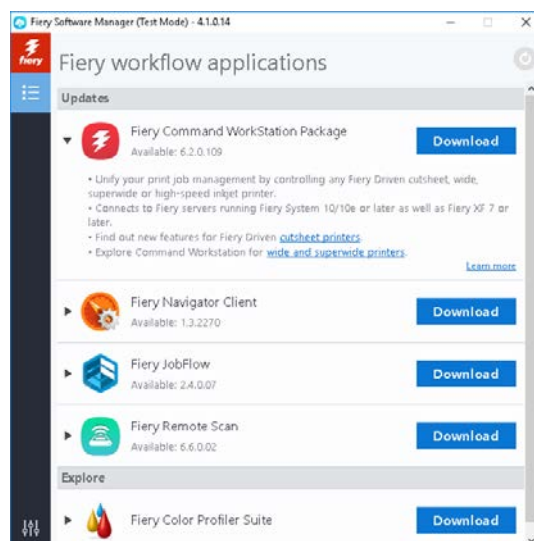 Fiery Software Manager (Test Mode) - 4.1.0.14
fiery
Fiery workflow applications
Updates
Fiery Command WorkStation Package
Available: 6.2.0.109
Download
• Unify your print job management by controlling any Fiery Driven cutsheet, wide,
superwide or high-speed inkjet printer.
• Connects to Fiery servers running Fiery System 10/10e or later as well as Fiery XF 7 or
later.
• Find out new features for Fiery Driven cutsheet printers.
• Explore Command Workstation for wide and superwide printers.
Learn more
Fiery Navigator Client
Available: 1.3.2270
Download
Fiery JobFlow
Available: 2.4.0.07
Download
Fiery Remote Scan
Available: 6.6.0.02
Download
Explore
Fiery Color Profiler Suite
Download